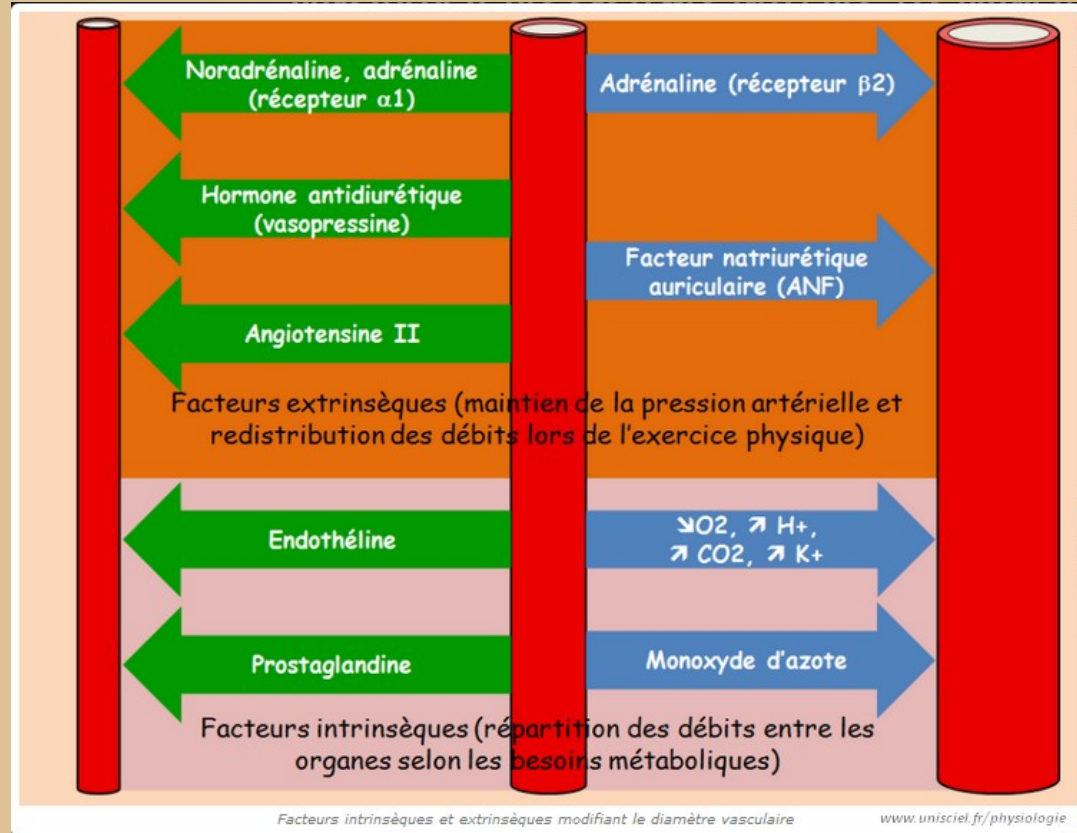 Noradrénaline, adrénaline
(récepteur α1)
Adrénaline (récepteur β2)
Hormone antidiurétique
(vasopressine)
Facteur natriurétique
auriculaire (ANF)
Angiotensine II
Facteurs extrinsèques (maintien de la pression artérielle et
redistribution des débits lors de l'exercice physique)
Endothéline
↘O2, ↗ H+,
↗ CO2, ↗ K+
Prostaglandine
Monoxyde d'azote
Facteurs intrinsèques (répartition des débits entre les
organes selon les besoins métaboliques)
Facteurs intrinsèques et extrinsèques modifiant le diamètre vasculaire
www.unisciel.fr/physiologie